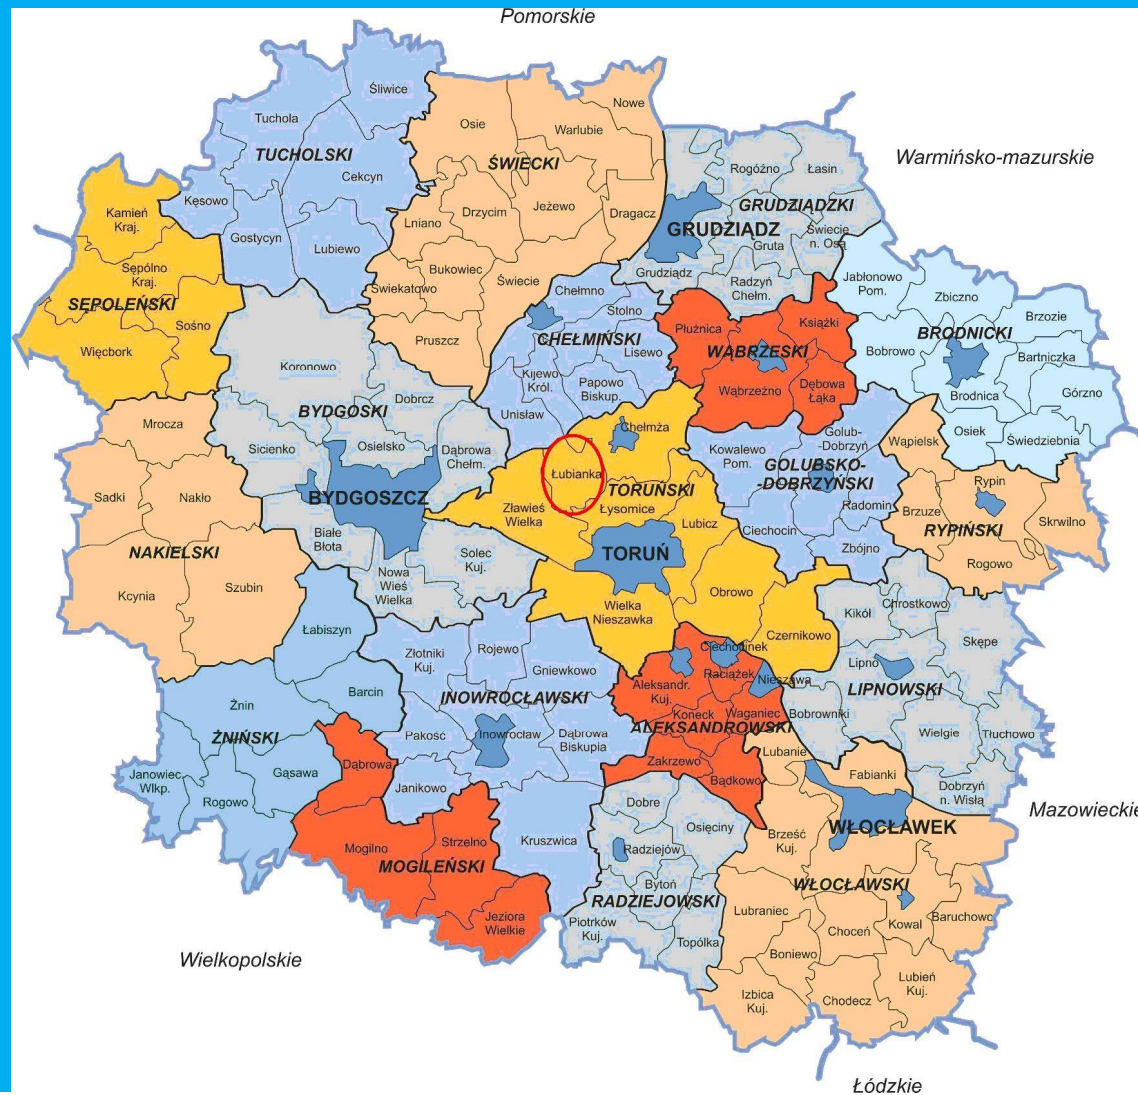 Pomorskie
Śliwice
Nowe
Tuchola
Osie
Warlubie
TUCHOLSKI
ŚWIECKI
Warmińsko-mazurskie
Rogóźno
Łasin
Cekcyn
Kęsowo
Drzycim
Jeżewo
GRUDZIĄDZKI
Kamień
Kraj.
Lniano
Dragacz
GRUDZIĄDZ
Świecie
n. Osą
Gostycyn
Lubiewo
Gruta
Sępólno
Kraj.
Bukowiec
Świecie
Grudziądz
Radzyń
Chełm.
Jabłonowo
Pom.
Świekatowo
Chełmno
Zbiczno
SĘPOLEŃSKI
Stolno
Brzozie
Sośno
Płużnica
Książki
BRODNICKI
Pruszcz
CHEŁMIŃSKI
Lisewo
WĄBRZESKI
Bobrowo
Bartniczka
Więcbork
Koronowo
Kijewo
Król.
Papowo
Biskup.
Wąbrzeźno
Dębowa
Łąka
Brodnica
Górzno
Dobrcz
BYDGOSKI
Unisław
Mrocza
Chełmża
Golub-
Dobrzyń
Osiek
Świedziebnia
Sicienko
Osielsko
Dąbrowa
Chełm.
Wąpielsk
Kowalewo
Pom.
GOLUBSKO-
-DOBRZYŃSKI
Łubianka
Rypin
Sadki
Nakło
BYDGOSZCZ
TORUŃSKI
Zławieś
Wielka
Łysomice
Radomin
Brzuze
Skrwilno
Lubicz
Ciechocin
RYPIŃSKI
Białe
Błota
NAKIELSKI
Solec
Kuj.
TORUŃ
Zbójno
Rogowo
Nowa
Wieś
Wielka
Szubin
Kcynia
Obrowo
Wielka
Nieszawka
Chrostkowo
Kikół
Łabiszyn
Czernikowo
Skępe
Złotniki
Kuj.
Rojewo
Ciechocinek
Gniewkowo
Lipno
Raciążek
Nieszawa
Aleksandr.
Kuj.
LIPNOWSKI
Barcin
INOWROCŁAWSKI
Żnin
Koneck
Waganiec
Bobrowniki
ALEKSANDROWSKI
Wielgie
Tłuchowo
ŻNIŃSKI
Pakość
Inowrocław
Dąbrowa
Biskupia
Lubanie
Zakrzewo
Dąbrowa
Gąsawa
Janowiec
Wlkp.
Bądkowo
Fabianki
Janikowo
Dobrzyń
n. Wisłą
Rogowo
Dobre
Mazowieckie
Osięciny
WŁOCŁAWEK
Kruszwica
Strzelno
Mogilno
Brześć
Kuj.
Radziejów
MOGILEŃSKI
Bytoń
WŁOCŁAWSKI
RADZIEJOWSKI
Lubraniec
Jeziora
Wielkie
Piotrków
Kuj.
Baruchowo
Kowal
Choceń
Topólka
Boniewo
Wielkopolskie
Lubień
Kuj.
Izbica
Kuj.
Chodecz
Łódzkie